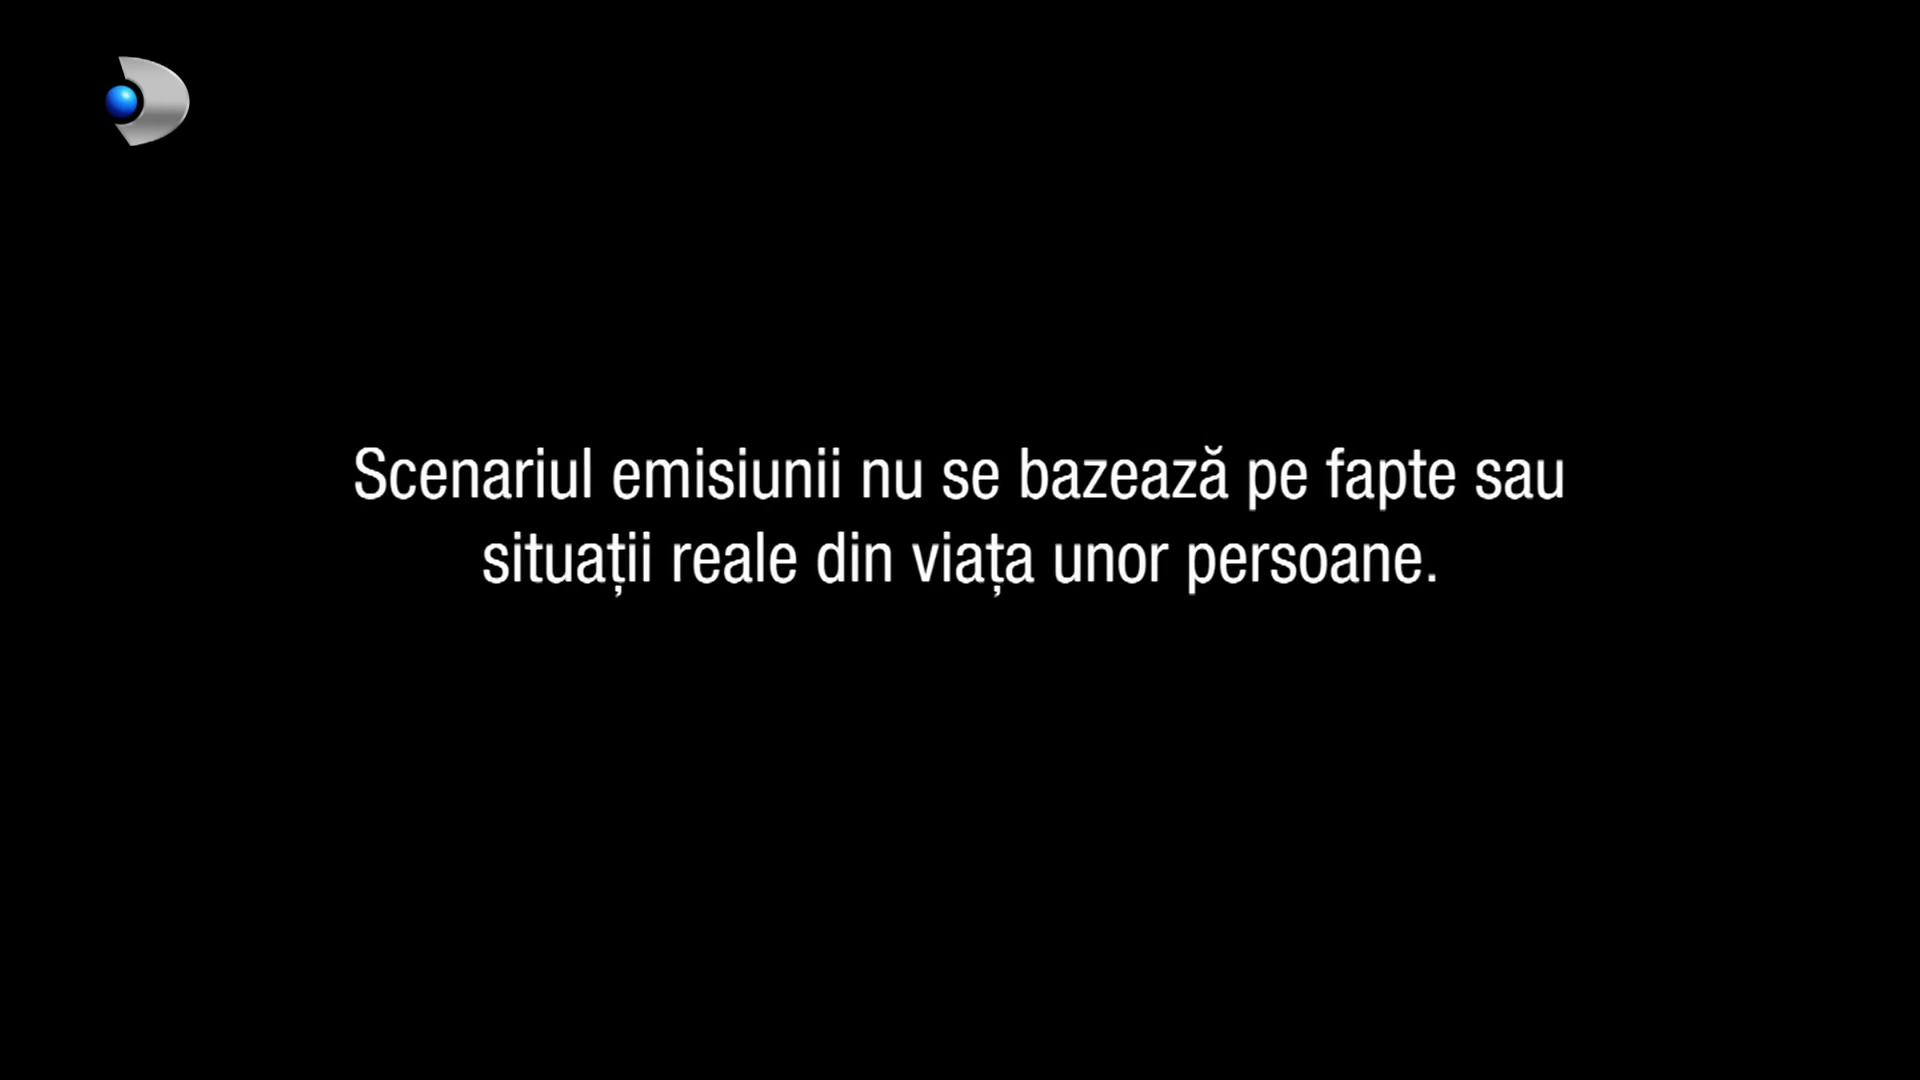 Scenariul emisiunii nu se bazează pe fapte sau
situații reale din viața unor persoane.